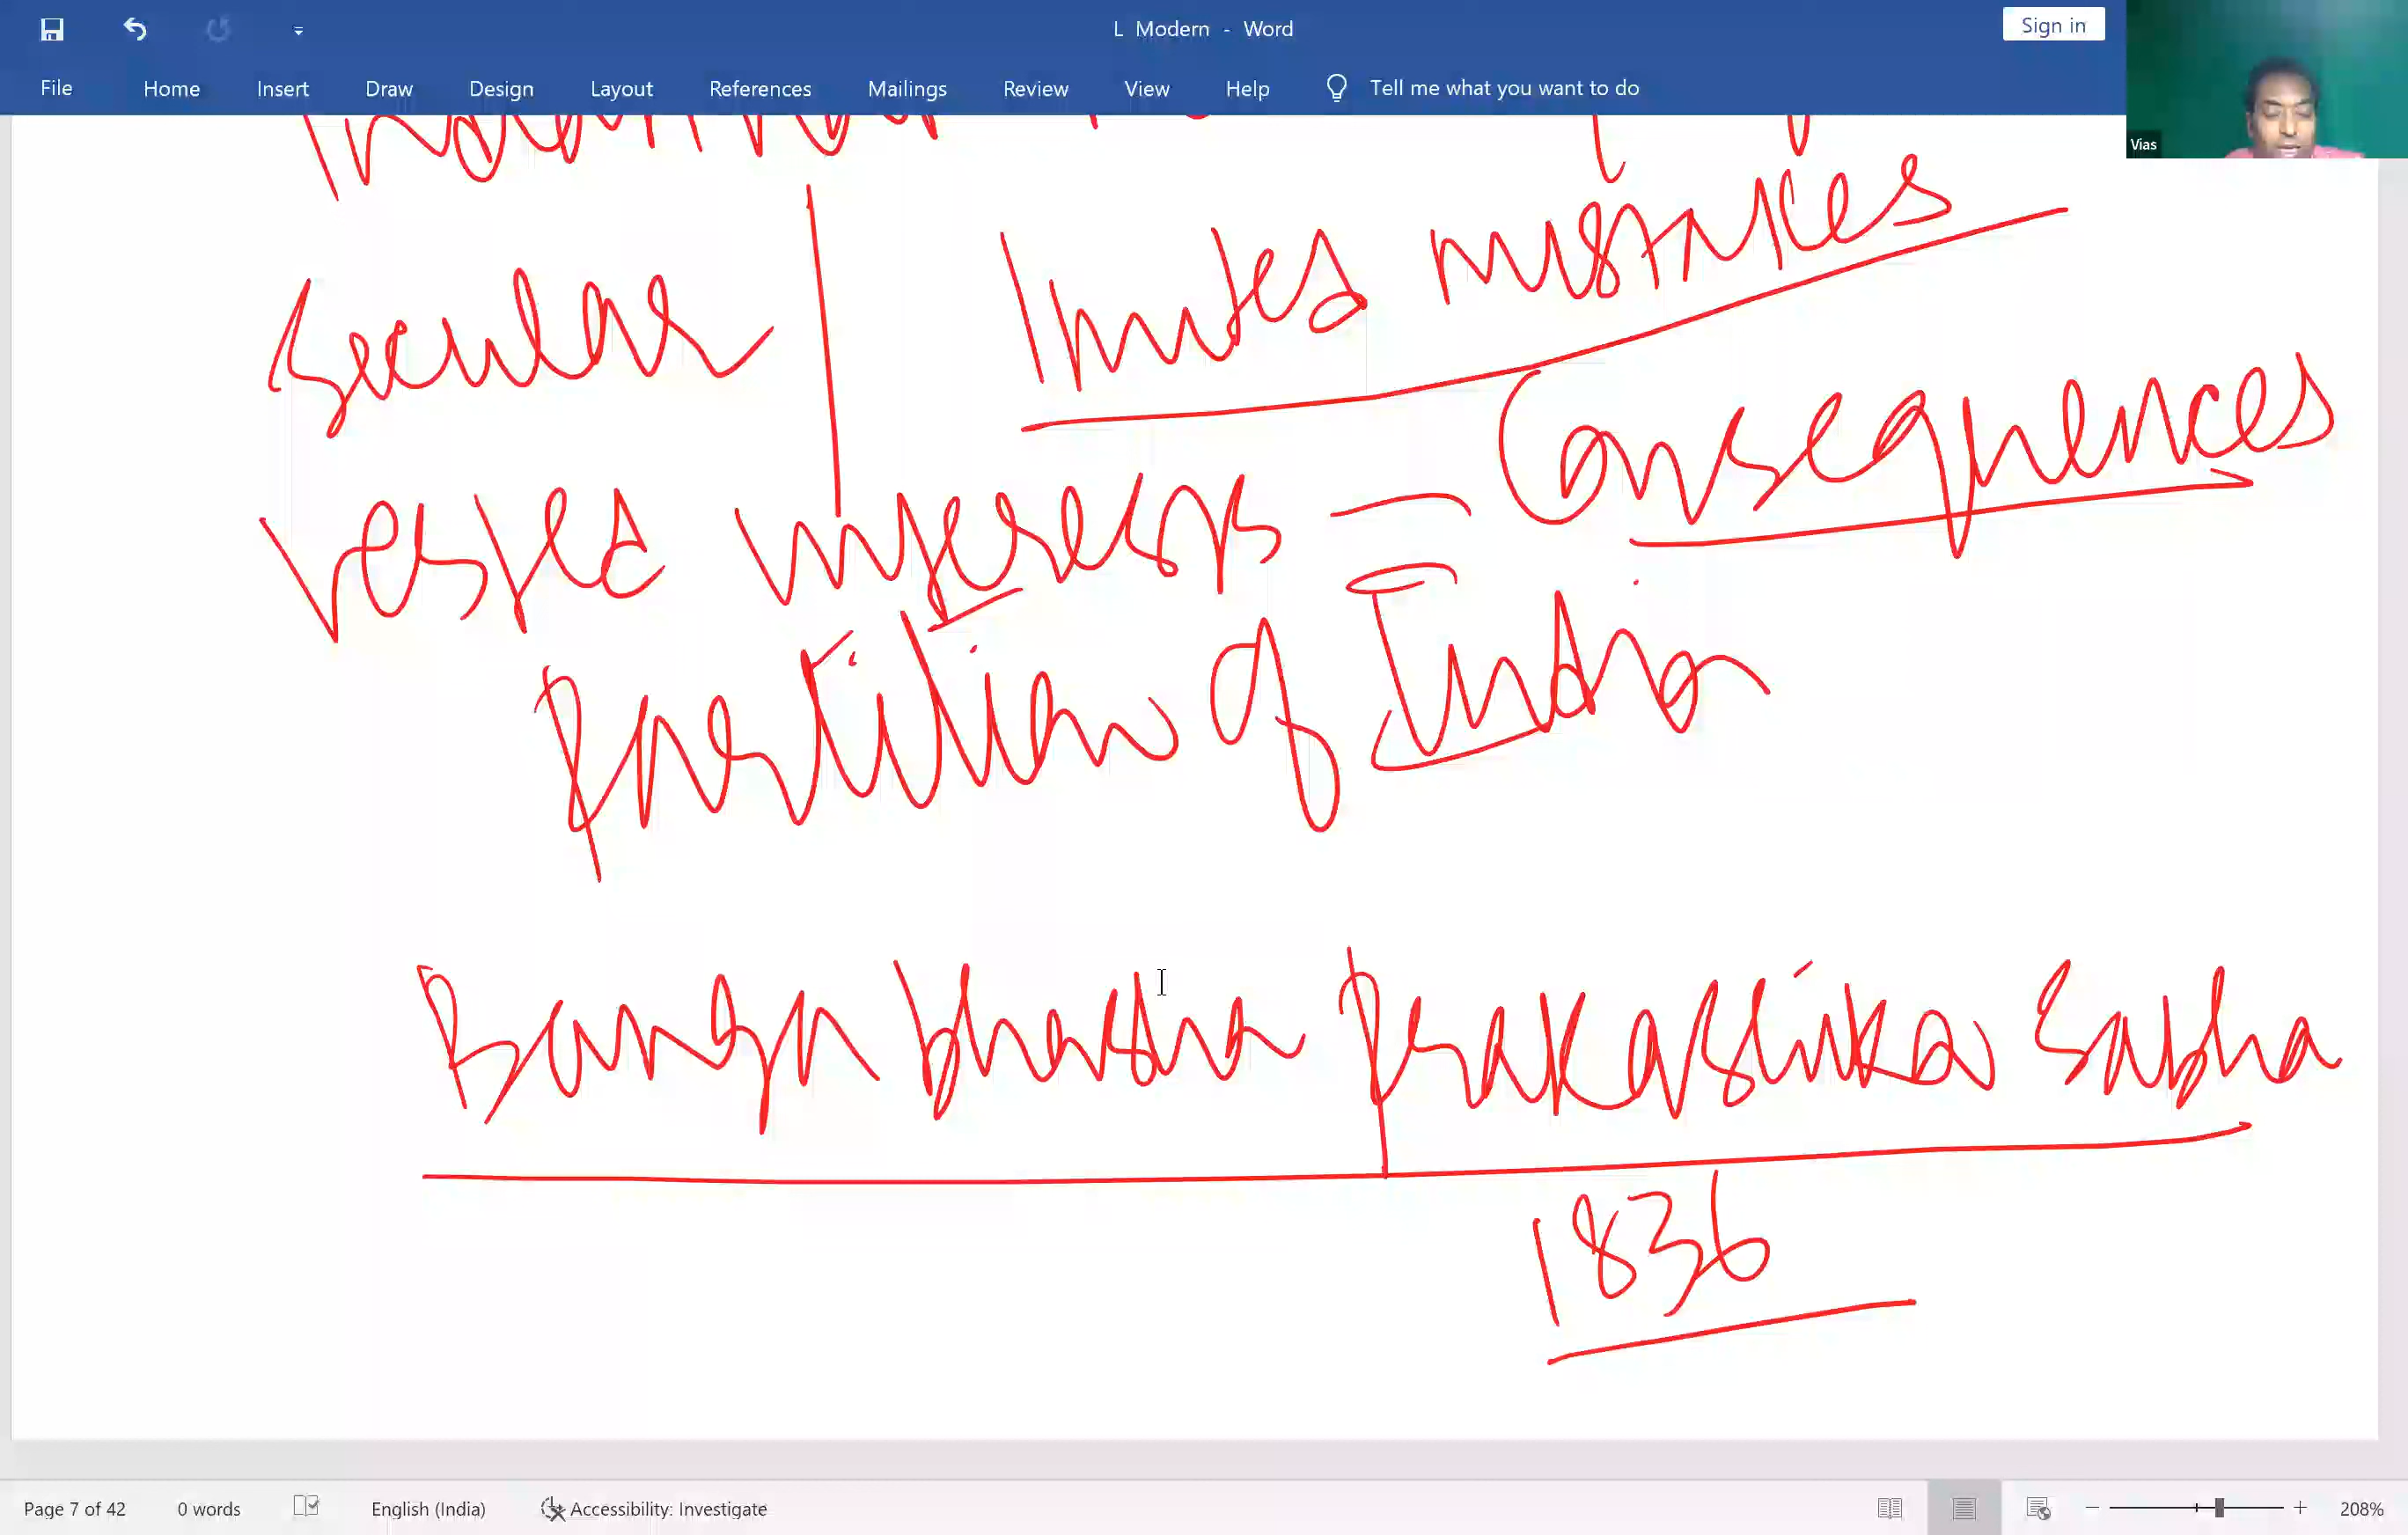 L Modern - Word
Sign in
File Home Insert Draw Design Layout References Mailings Review View Help Tell me what you want to do
Vias
mistakes
Secular
Consequences
vested interests =
Partition of India
Banga bhasha Prakashika Sabha
1836
Page 7 of 42 0 words English (India) Accessibility: Investigate 208%